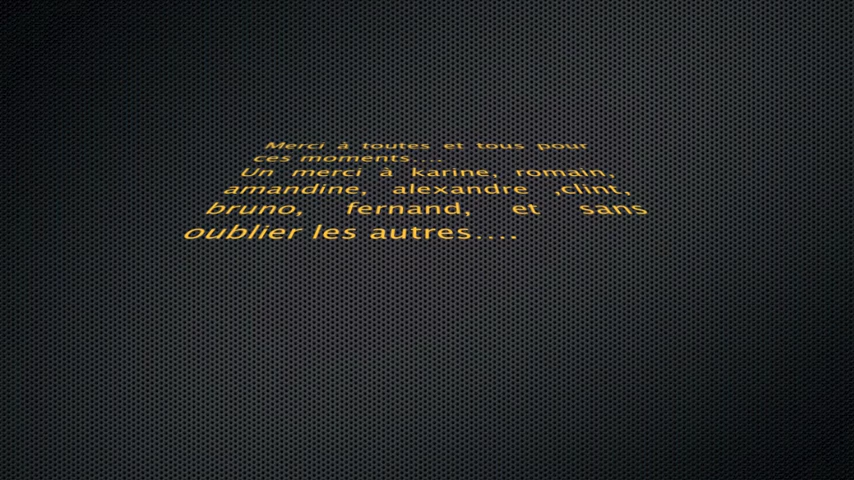 Merci à toutes et tous pour
ces moments....
Un merci à karine, romain,
amandine, alexandre ,clint,
bruno, fernand, et sans
oublier les autres....